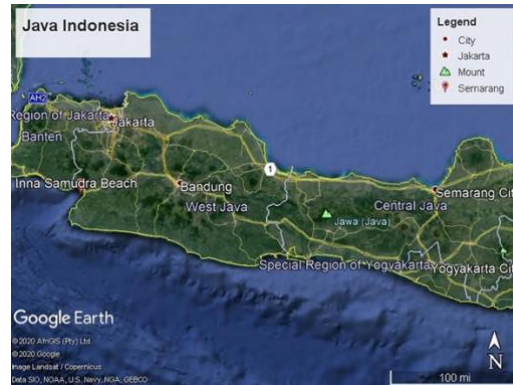 Java Indonesia
Legend
City
Jakarta
Mount
Semarang
AH2
Region of Jakarta
Jakarta
Banten
1
Inna Samudra Beach
Bandung
Semarang City
West Java
Central Java
Jawa (Java)
Special Region of Yogyakarta
Yogyakarta Cit
Google Earth
©2020 AfriGIS (Pty) Ltd.
©2020 Google
Image Landsat / Copernicus
Data SIO, NOAA, U.S. Navy, NGA, GEBCO
N
100 mi